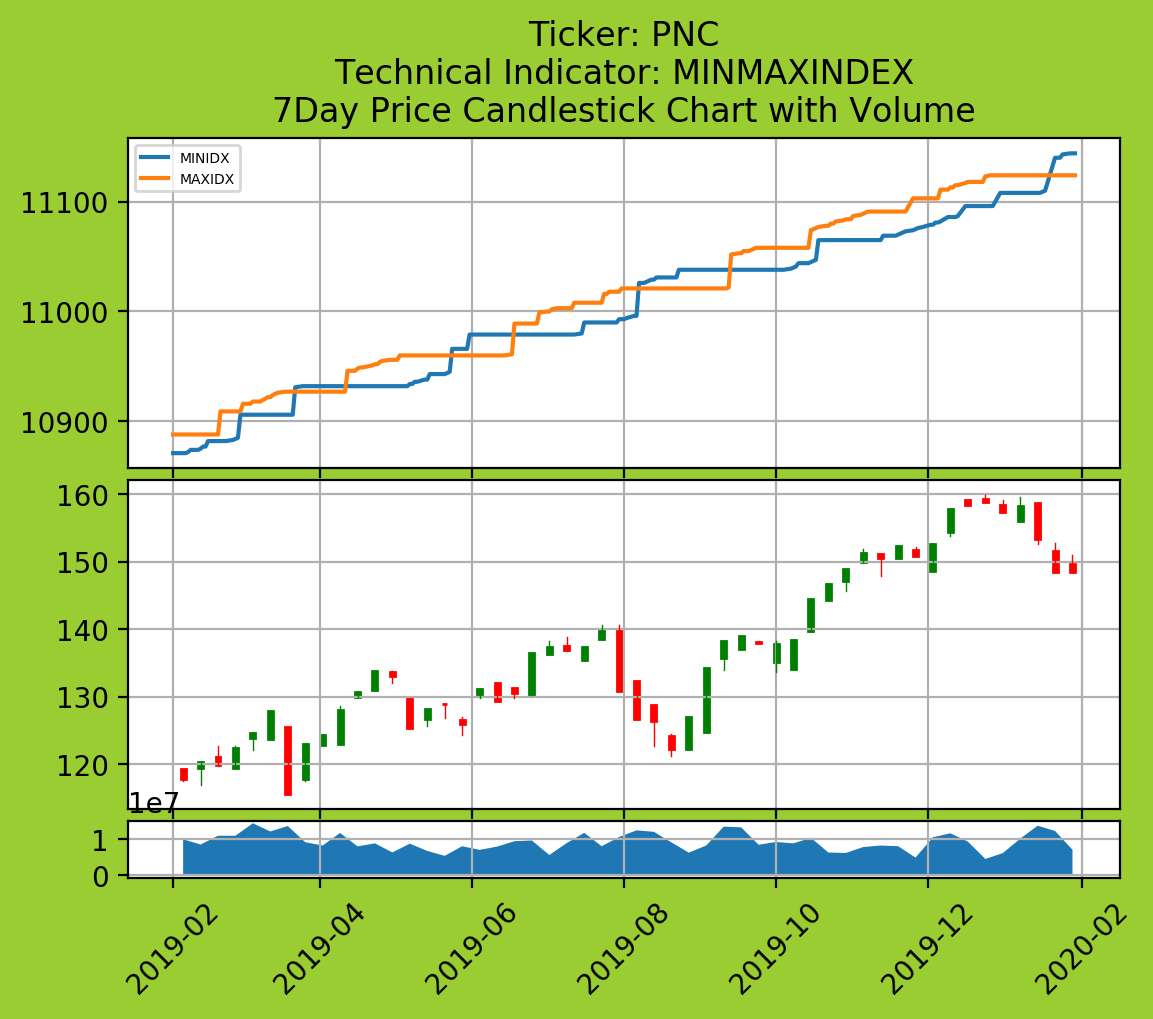 Ticker: PNC
Technical Indicator: MINMAXINDEX
7Day Price Candlestick Chart with Volume
MINIDX
MAXIDX
11100
11000
10900
160
150
140
130
120
1e7
1
0
2019-02
2019-04
2019-06
2019-08
2019-10
2019-12
2020-02